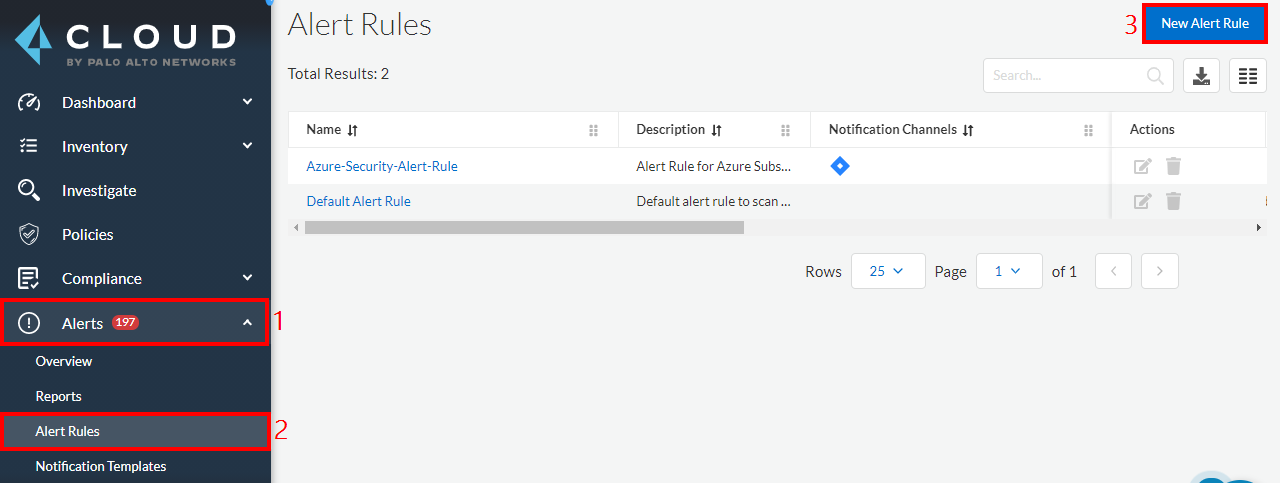 CLOUD
BY PALO ALTO NETWORKS
Dashboard
Inventory
Investigate
Policies
Compliance
Alerts 197 1
Overview
Reports
Alert Rules 2
Notification Templates
Alert Rules
3 New Alert Rule
Total Results: 2
Search...
Name Description Notification Channels Actions
Azure-Security-Alert-Rule Alert Rule for Azure Subs...
Default Alert Rule Default alert rule to scan ...
Rows 25 Page 1 of 1